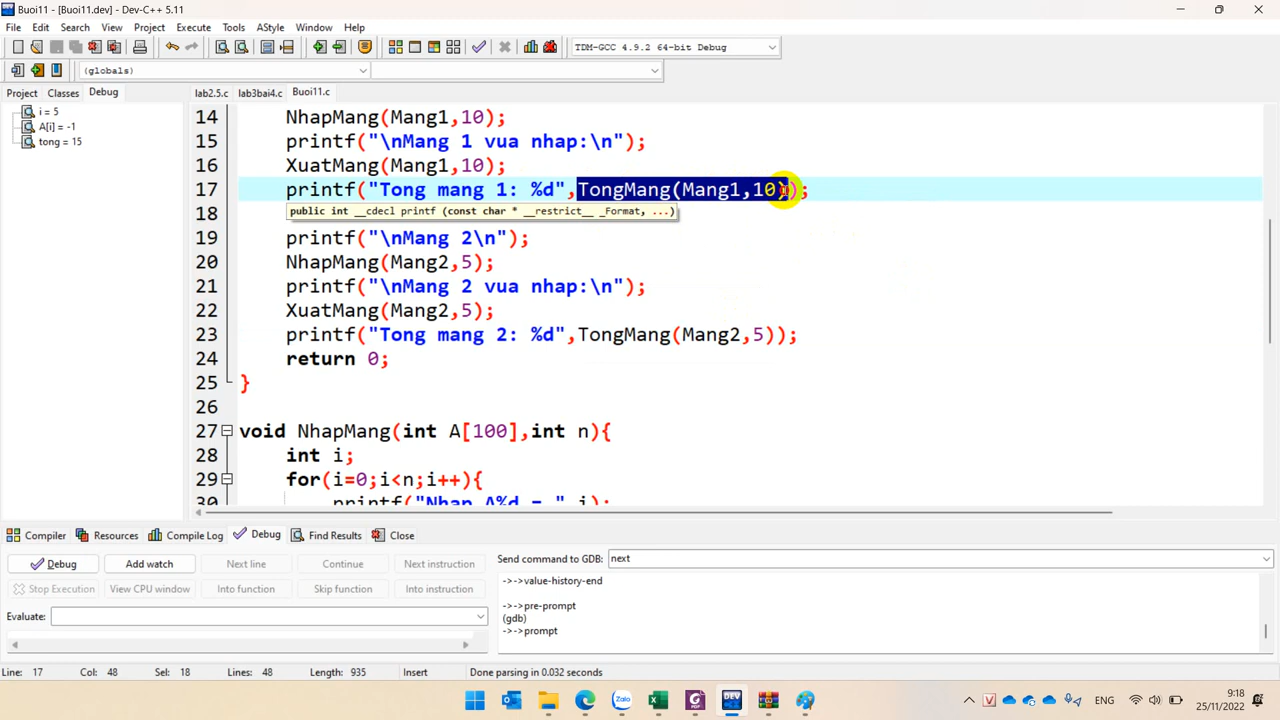 Buoi11 - [Buoi11.dev] - Dev-C++ 5.11
File Edit Search View Project Execute Tools AStyle Window Help
TDM-GCC 4.9.2 64-bit Debug
(globals)
Project Classes Debug
lab2.5.c lab3bai4.c Buoi11.c
i = 5
A[i] = -1
tong = 15
14 NhapMang(Mang1,10);
15 printf("\nMang 1 vua nhap:\n");
16 XuatMang(Mang1,10);
17 printf("Tong mang 1: %d",TongMang(Mang1,10));
public int __cdecl printf (const char * __restrict__ _Format, ...)
18
19 printf("\nMang 2\n");
20 NhapMang(Mang2,5);
21 printf("\nMang 2 vua nhap:\n");
22 XuatMang(Mang2,5);
23 printf("Tong mang 2: %d",TongMang(Mang2,5));
24 return 0;
25 }
26
27 void NhapMang(int A[100],int n){
28 int i;
29 for(i=0;i<n;i++){
30 printf("Nhap A%d = ",i);
Compiler Resources Compile Log Debug Find Results Close
Debug Add watch Next line Continue Next instruction
Stop Execution View CPU window Into function Skip function Into instruction
Evaluate:
Send command to GDB: next
->->value-history-end
->->pre-prompt
(gdb)
->->prompt
Line: 17 Col: 48 Sel: 18 Lines: 48 Length: 935 Insert Done parsing in 0.032 seconds
Zalo
DEV
ENG
9:18
25/11/2022